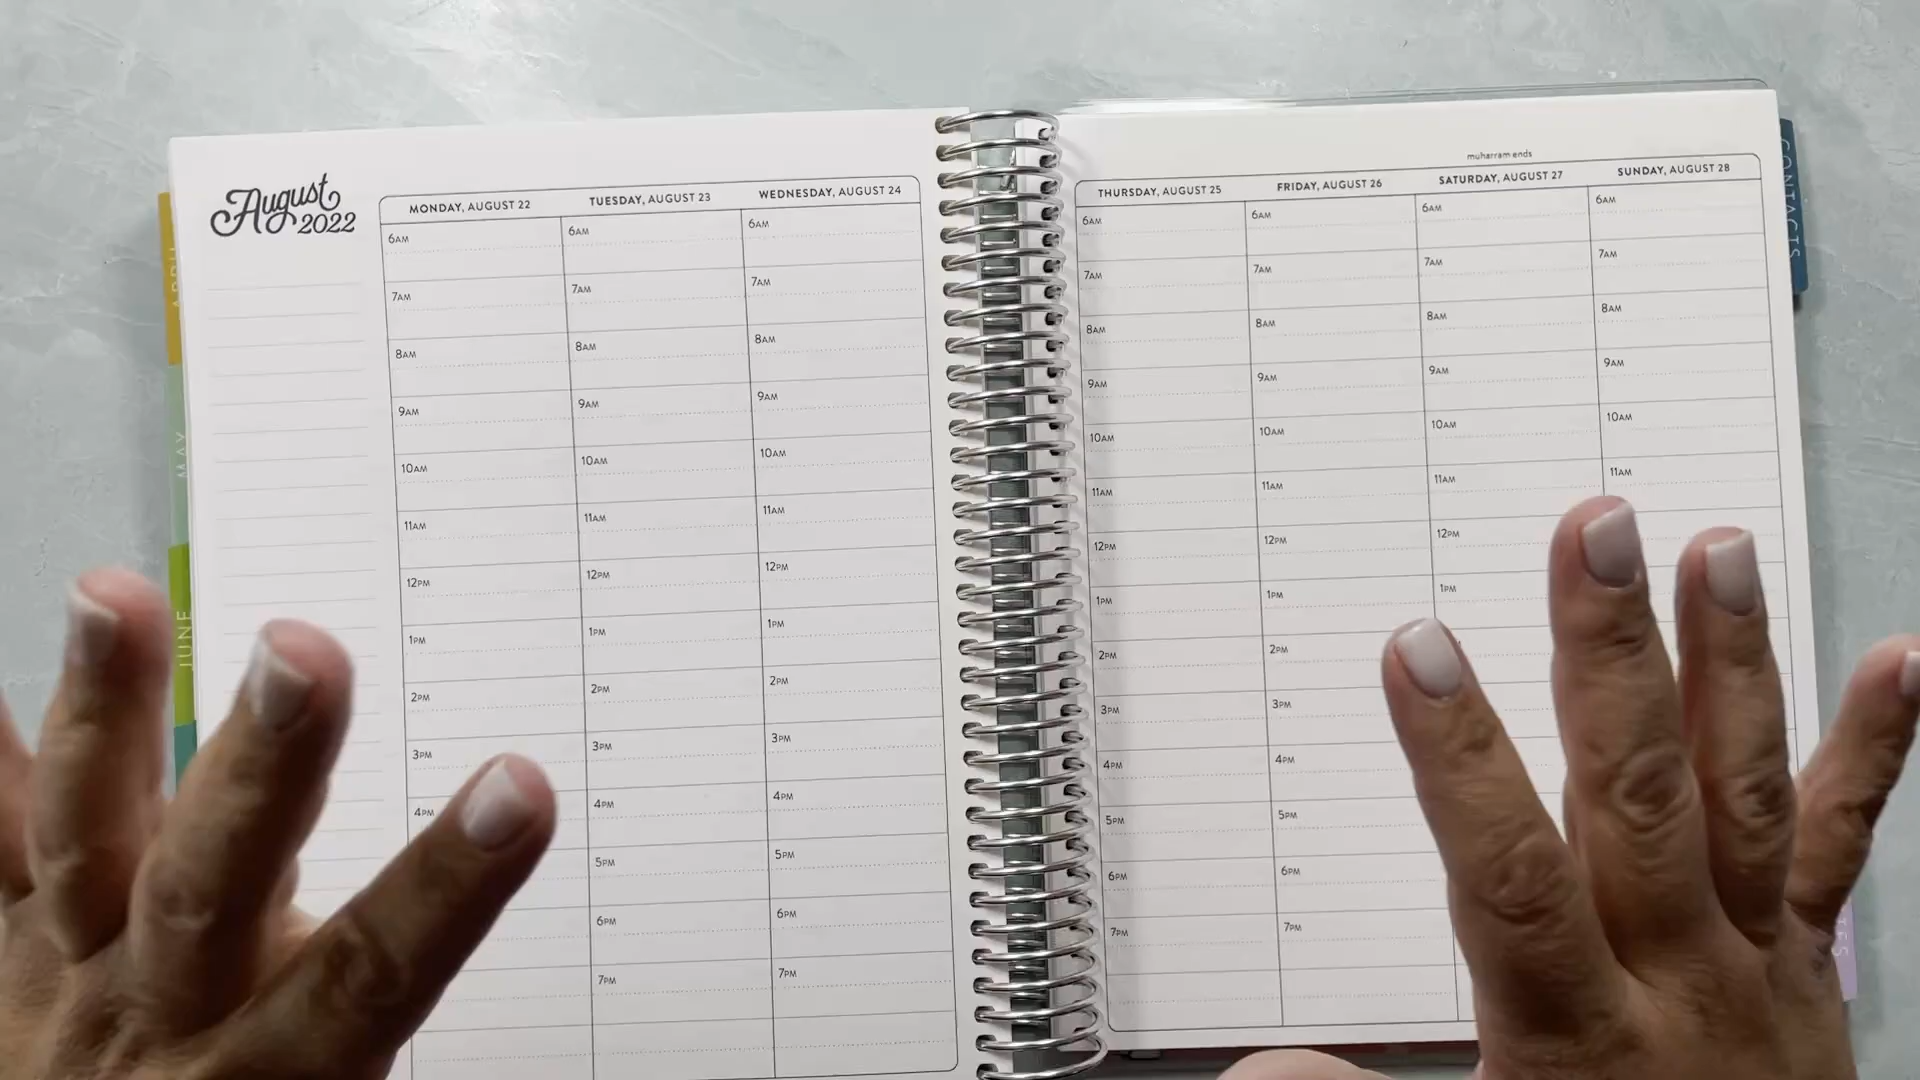 August
2022
MONDAY, AUGUST 22
6AM
7AM
8AM
9AM
10AM
11AM
12PM
1PM
2PM
3PM
4PM
TUESDAY, AUGUST 23
6AM
7AM
8AM
9AM
10AM
11AM
12PM
1PM
2PM
3PM
4PM
5PM
6PM
7PM
WEDNESDAY, AUGUST 24
6AM
7AM
8AM
9AM
10AM
11AM
12PM
1PM
2PM
3PM
4PM
5PM
6PM
7PM
THURSDAY, AUGUST 25
6AM
7AM
8AM
9AM
10AM
11AM
12PM
1PM
2PM
3PM
4PM
5PM
6PM
7PM
FRIDAY, AUGUST 26
6AM
7AM
8AM
9AM
10AM
11AM
12PM
1PM
2PM
3PM
4PM
5PM
6PM
7PM
muharram ends
SATURDAY, AUGUST 27
6AM
7AM
8AM
9AM
10AM
11AM
12PM
1PM
SUNDAY, AUGUST 28
6AM
7AM
8AM
9AM
10AM
11AM
APRIL
MAY
JUNE
CONTACTS